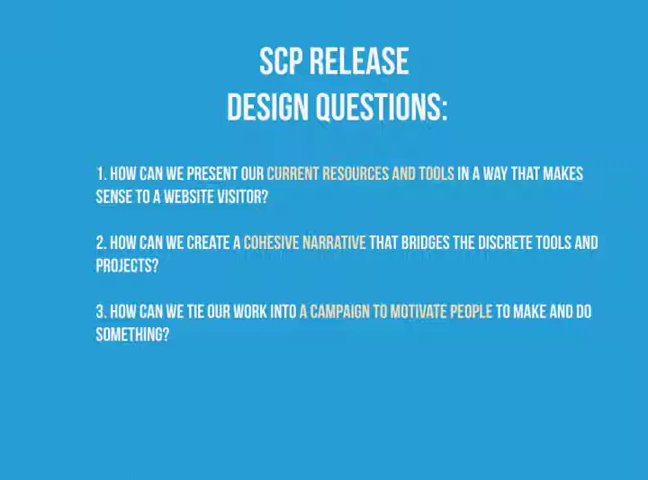 SCP RELEASE
DESIGN QUESTIONS:
1. HOW CAN WE PRESENT OUR CURRENT RESOURCES AND TOOLS IN A WAY THAT MAKES
SENSE TO A WEBSITE VISITOR?
2. HOW CAN WE CREATE A COHESIVE NARRATIVE THAT BRIDGES THE DISCRETE TOOLS AND
PROJECTS?
3. HOW CAN WE TIE OUR WORK INTO A CAMPAIGN TO MOTIVATE PEOPLE TO MAKE AND DO
SOMETHING?